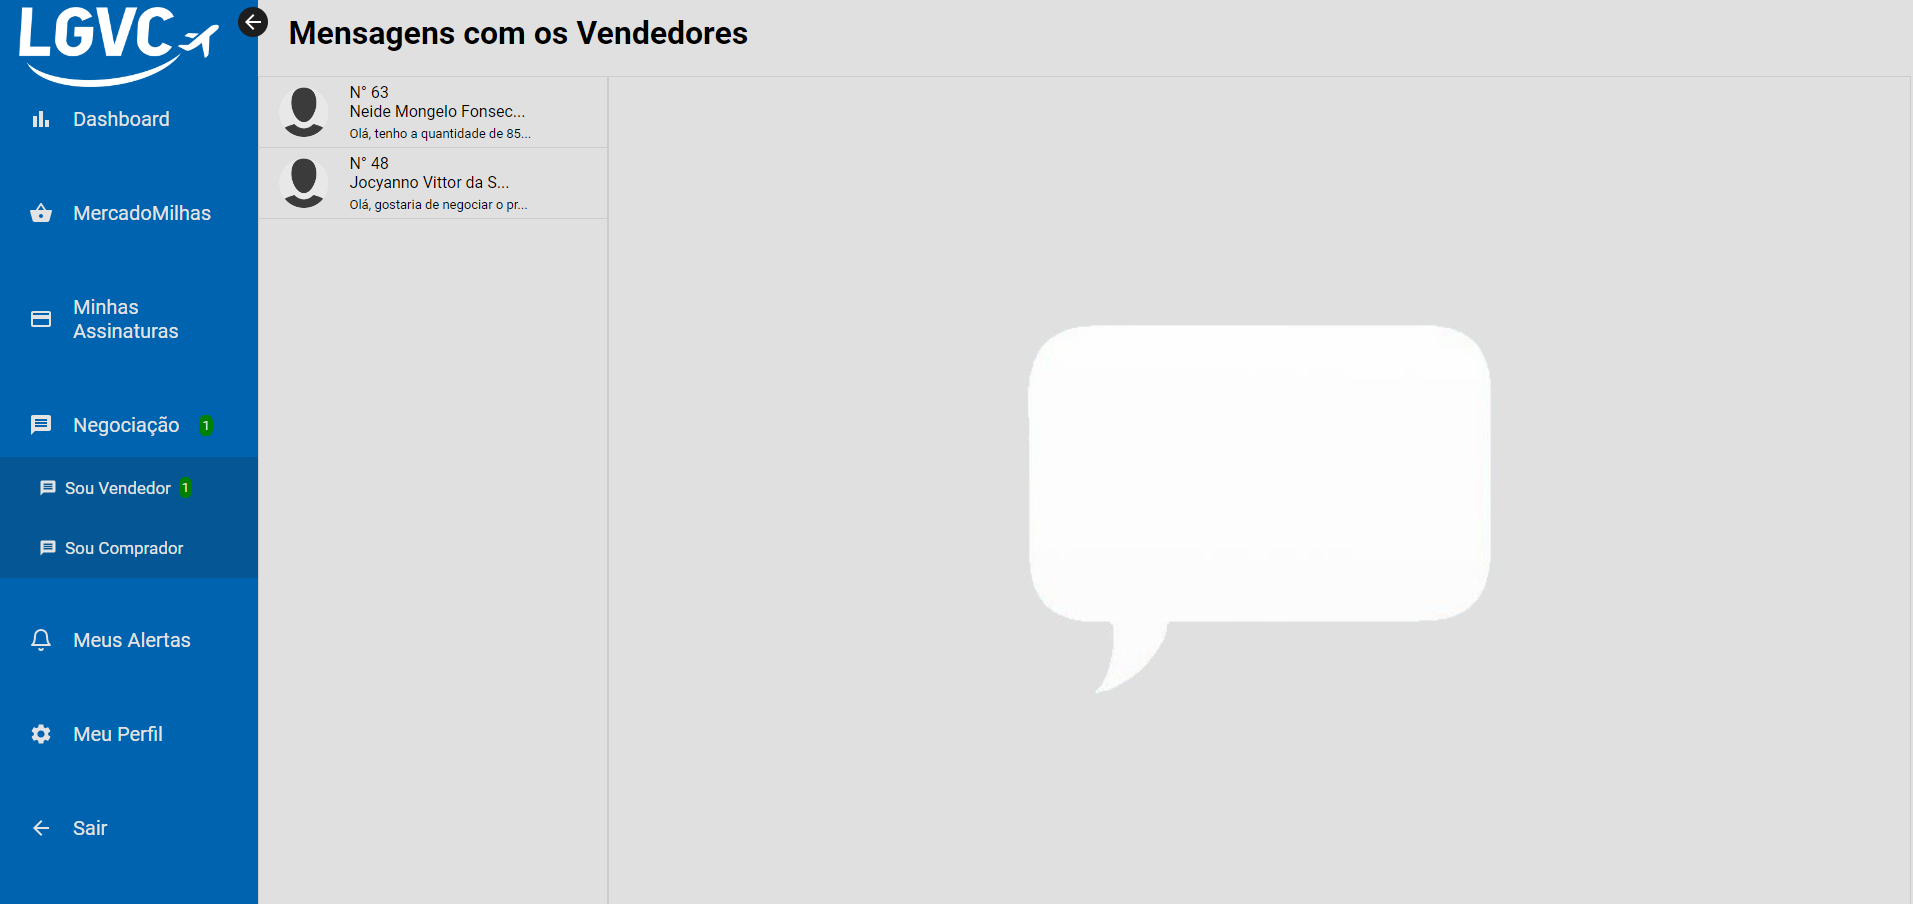 LGVC
Mensagens com os Vendedores
Dashboard
MercadoMilhas
Minhas
Assinaturas
Negociação 1
Sou Vendedor 1
Sou Comprador
Meus Alertas
Meu Perfil
Sair
N° 63
Neide Mongelo Fonsec...
Olá, tenho a quantidade de 85...
N° 48
Jocyanno Vittor da S...
Olá, gostaria de negociar o pr...